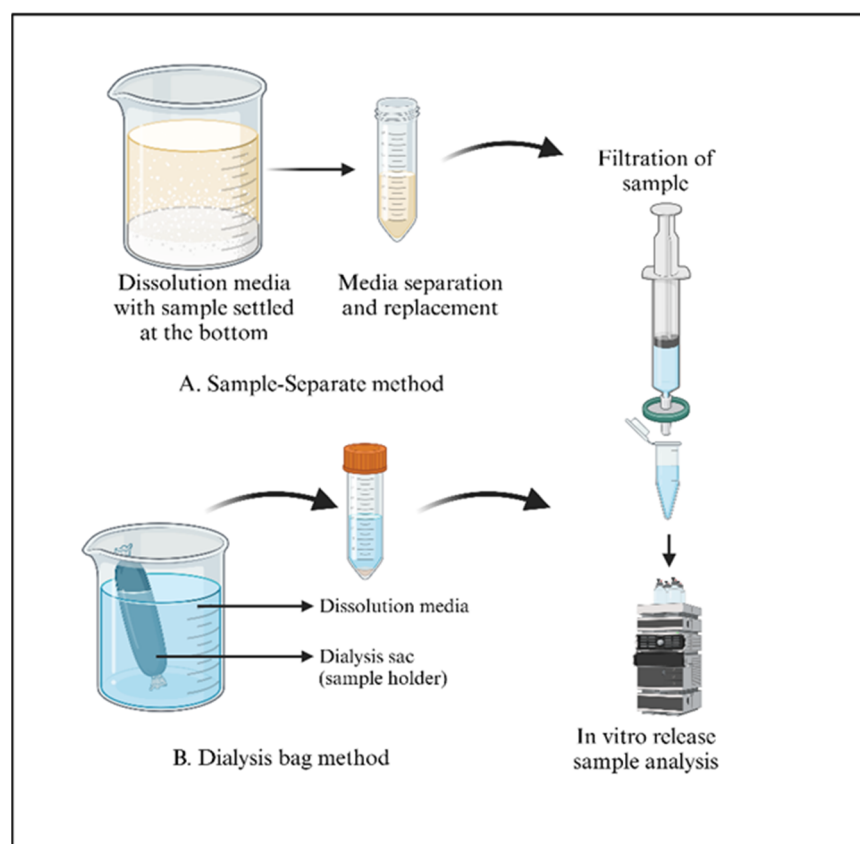 Filtration of
sample
Dissolution media
with sample settled
at the bottom
Media separation
and replacement
A. Sample-Separate method
Dissolution media
Dialysis sac
(sample holder)
B. Dialysis bag method
In vitro release
sample analysis